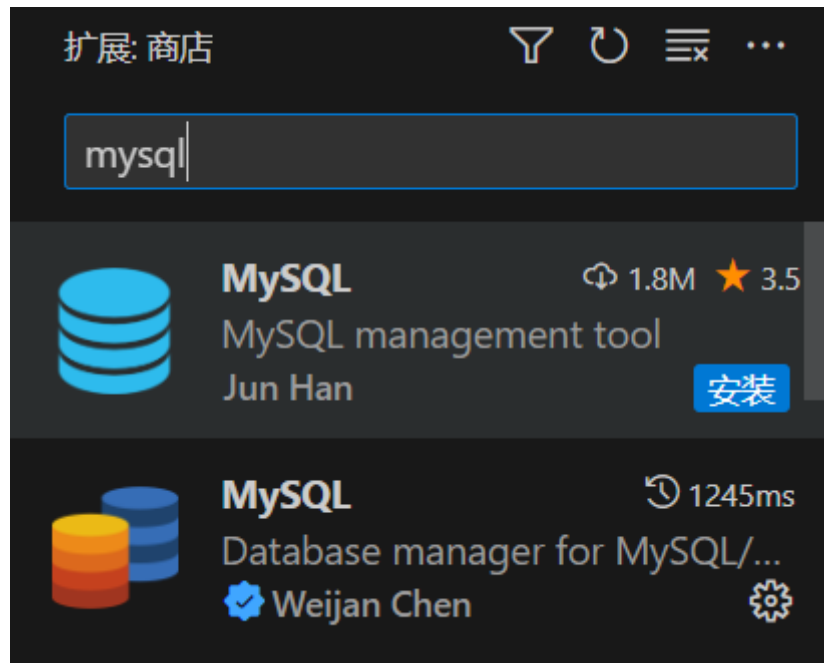 扩展: 商店
mysql
MySQL 1.8M 3.5
MySQL management tool
Jun Han 安装
MySQL 1245ms
Database manager for MySQL/...
Weijan Chen